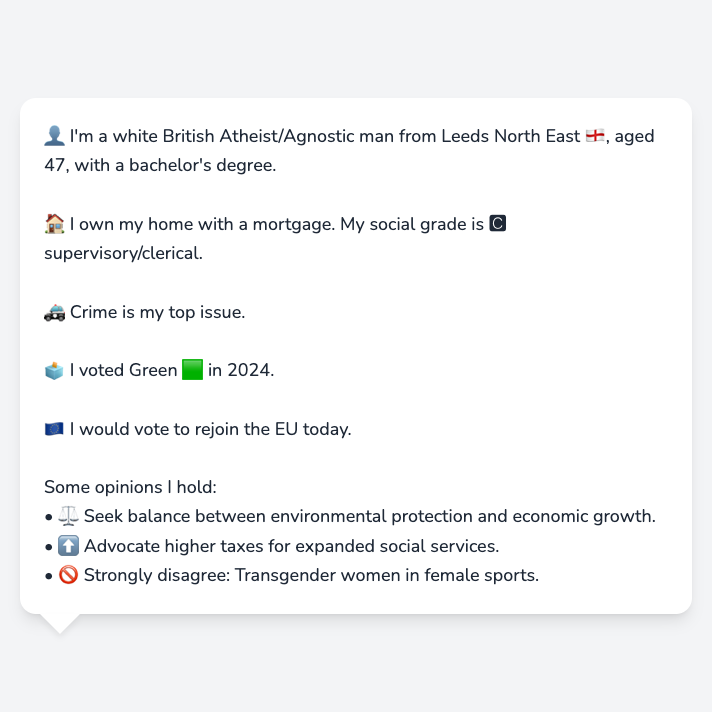 👤 I'm a white British Atheist/Agnostic man from Leeds North East 🏴󠁧󠁢󠁥󠁮󠁧󠁿, aged
47, with a bachelor's degree.
🏠 I own my home with a mortgage. My social grade is 🅲
supervisory/clerical.
🚓 Crime is my top issue.
🗳️ I voted Green 🟩 in 2024.
🇪🇺 I would vote to rejoin the EU today.
Some opinions I hold:
• ⚖️ Seek balance between environmental protection and economic growth.
• ⬆️ Advocate higher taxes for expanded social services.
• 🚫 Strongly disagree: Transgender women in female sports.